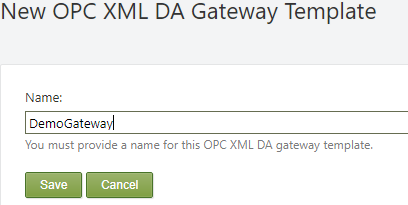 New OPC XML DA Gateway Template
Name:
DemoGateway
You must provide a name for this OPC XML DA gateway template.
Save Cancel